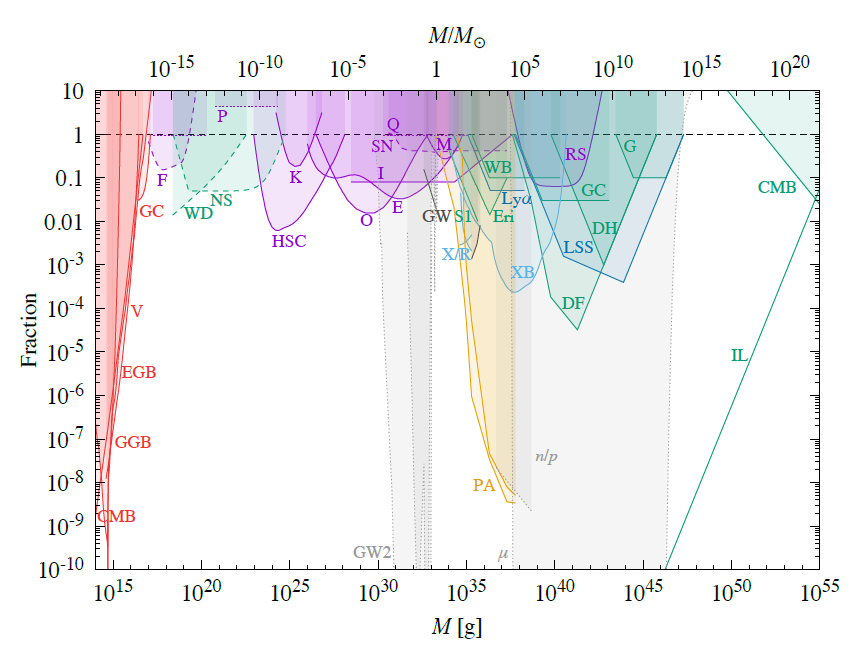 M/M☉
10⁻¹⁵ 10⁻¹⁰ 10⁻⁵ 1 10⁵ 10¹⁰ 10¹⁵ 10²⁰
10
P
Q
1
SN
M
G
RS
WB
F
K
I
CMB
0.1
GC
WD
NS
O
E
GW
S1
Eri
Lyα
GC
0.01
HSC
DH
X/R
LSS
10⁻³
XB
V
DF
10⁻⁴
Fraction
IL
10⁻⁵
EGB
10⁻⁶
GGB
10⁻⁷
n/p
PA
10⁻⁸
CMB
10⁻⁹
GW2
μ
10⁻¹⁰
10¹⁵ 10²⁰ 10²⁵ 10³⁰ 10³⁵ 10⁴⁰ 10⁴⁵ 10⁵⁰ 10⁵⁵
M [g]